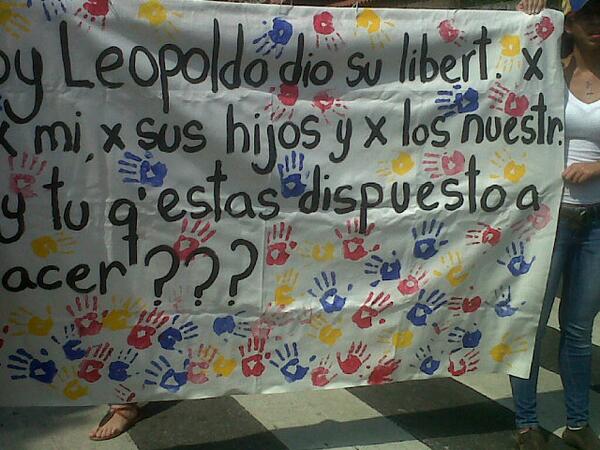 oy Leopoldo dio su libert. x
x mi, x sus hijos y x los nuestr.
y tu q' estas dispuesto a
acer???